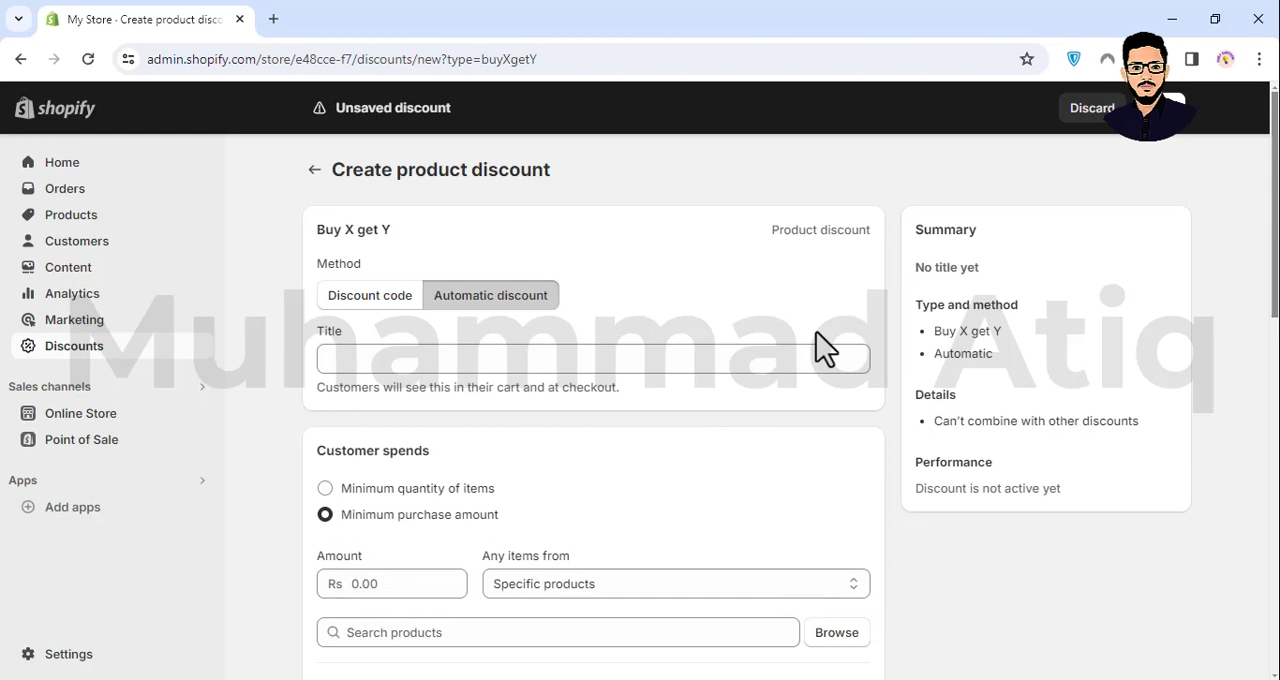 My Store · Create product disco
admin.shopify.com/store/e48cce-f7/discounts/new?type=buyXgetY
shopify
Unsaved discount
Discard
Home
Orders
Products
Customers
Content
Analytics
Marketing
Discounts
Sales channels
Online Store
Point of Sale
Apps
Add apps
Settings
Create product discount
Buy X get Y
Product discount
Method
Discount code
Automatic discount
Title
Customers will see this in their cart and at checkout.
Customer spends
Minimum quantity of items
Minimum purchase amount
Amount
Any items from
Rs 0.00
Specific products
Search products
Browse
Summary
No title yet
Type and method
• Buy X get Y
• Automatic
Details
• Can't combine with other discounts
Performance
Discount is not active yet
Muhammad Atiq